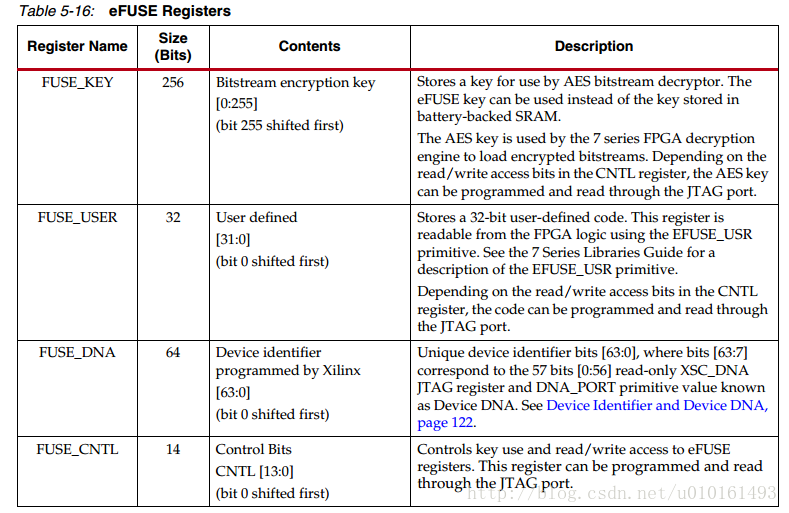 Table 5-16: eFUSE Registers
Register Name
Size
(Bits)
Contents
Description
FUSE_KEY
256
Bitstream encryption key
[0:255]
(bit 255 shifted first)
Stores a key for use by AES bitstream decryptor. The
eFUSE key can be used instead of the key stored in
battery-backed SRAM.
The AES key is used by the 7 series FPGA decryption
engine to load encrypted bitstreams. Depending on the
read/write access bits in the CNTL register, the AES key
can be programmed and read through the JTAG port.
FUSE_USER
32
User defined
[31:0]
(bit 0 shifted first)
Stores a 32-bit user-defined code. This register is
readable from the FPGA logic using the EFUSE_USR
primitive. See the 7 Series Libraries Guide for a
description of the EFUSE_USR primitive.
Depending on the read/write access bits in the CNTL
register, the code can be programmed and read through
the JTAG port.
FUSE_DNA
64
Device identifier
programmed by Xilinx
[63:0]
(bit 0 shifted first)
Unique device identifier bits [63:0], where bits [63:7]
correspond to the 57 bits [0:56] read-only XSC_DNA
JTAG register and DNA_PORT primitive value known
as Device DNA. See Device Identifier and Device DNA,
page 122.
FUSE_CNTL
14
Control Bits
CNTL [13:0]
(bit 0 shifted first)
Controls key use and read/write access to eFUSE
registers. This register can be programmed and read
through the JTAG port.
http://blog.csdn.net/u010161493